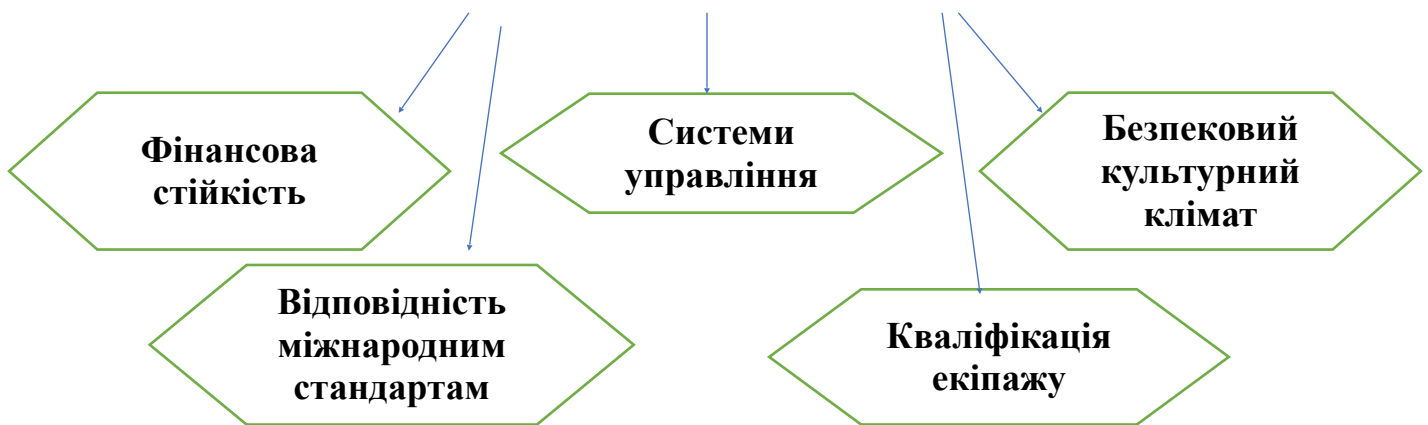 Фінансова
стійкість
Системи
управління
Безпековий
культурний
клімат
Відповідність
міжнародним
стандартам
Кваліфікація
екіпажу